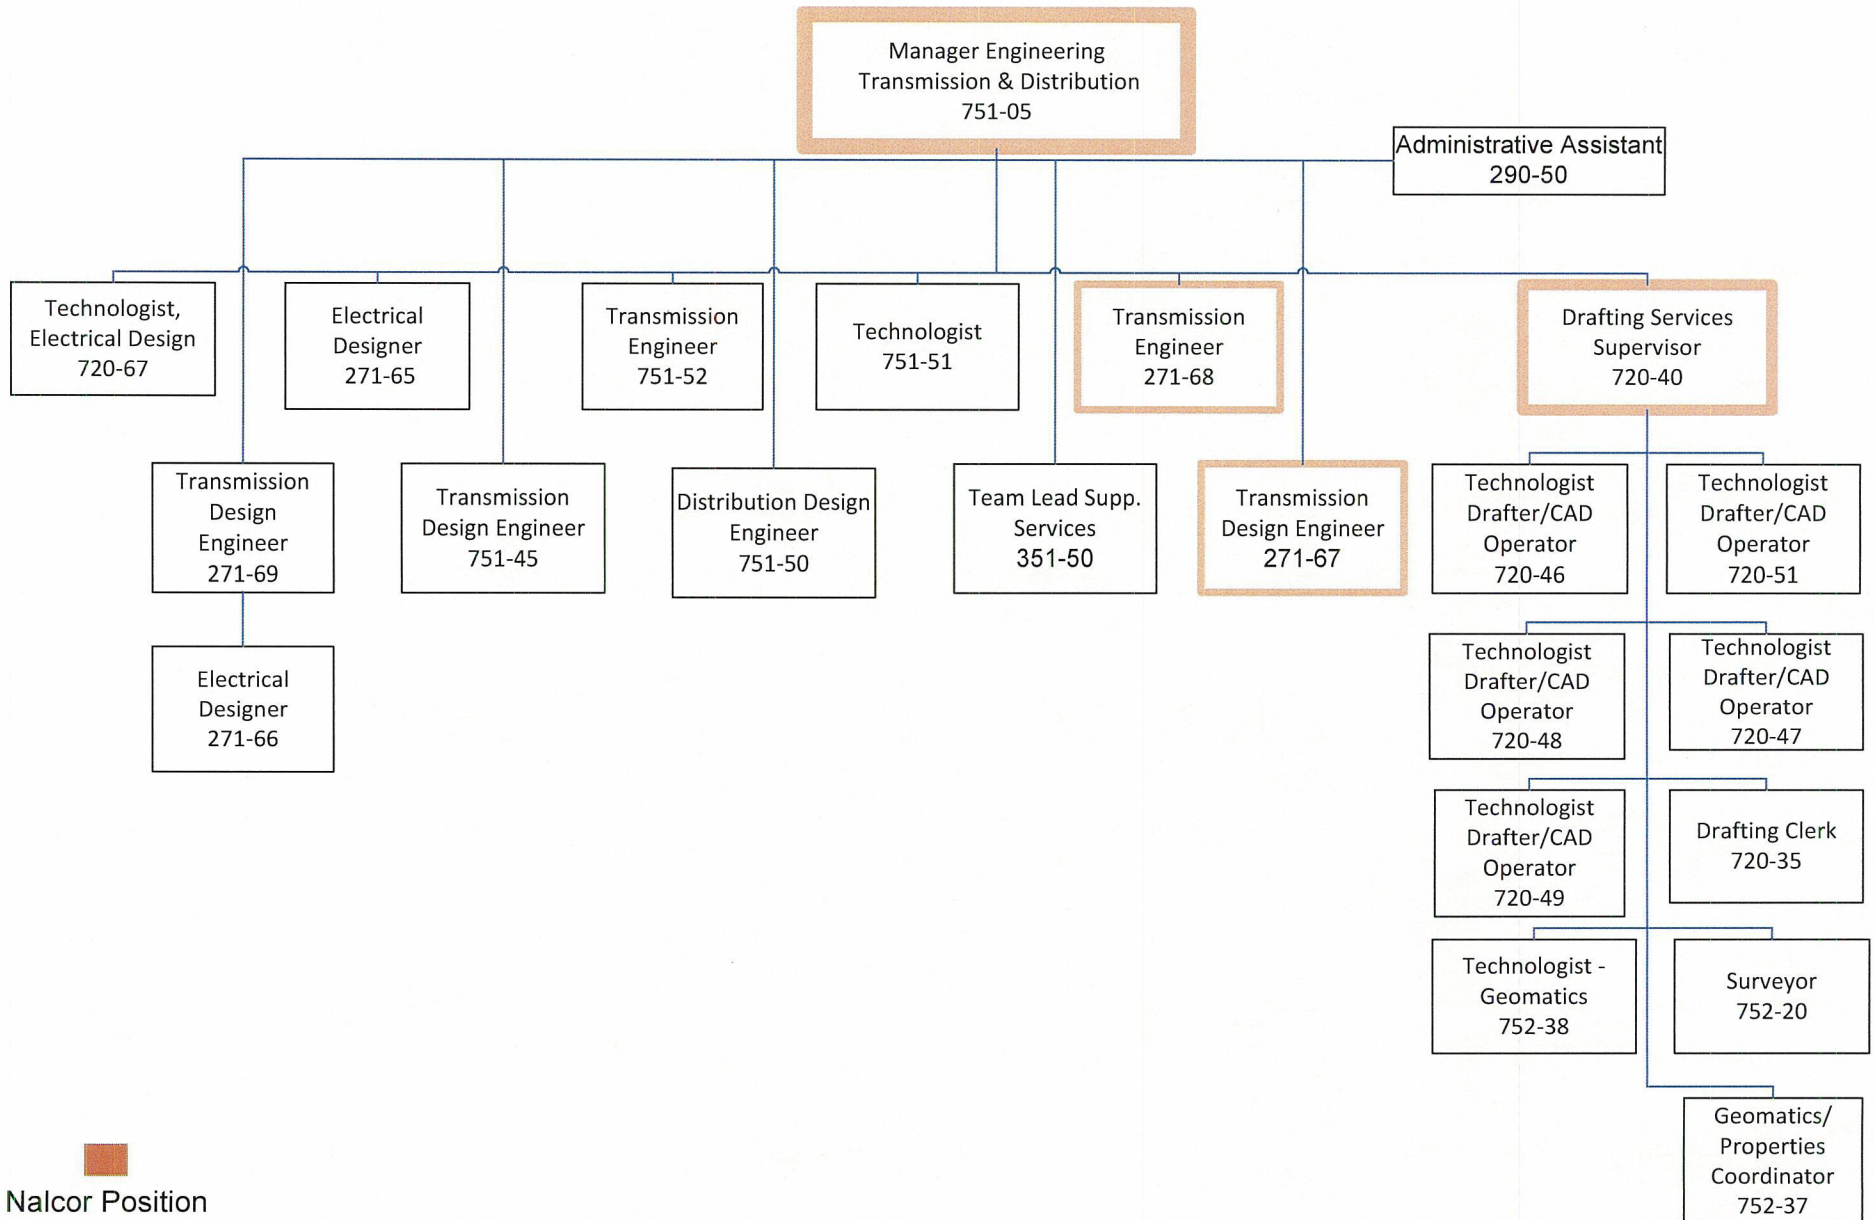 Manager Engineering
Transmission & Distribution
751-05
Administrative Assistant
290-50
Technologist,
Electrical Design
720-67
Electrical
Designer
271-65
Transmission
Engineer
751-52
Technologist
751-51
Transmission
Engineer
271-68
Drafting Services
Supervisor
720-40
Transmission
Design
Engineer
271-69
Transmission
Design Engineer
751-45
Distribution Design
Engineer
751-50
Team Lead Supp.
Services
351-50
Transmission
Design Engineer
271-67
Technologist
Drafter/CAD
Operator
720-46
Technologist
Drafter/CAD
Operator
720-51
Electrical
Designer
271-66
Technologist
Drafter/CAD
Operator
720-48
Technologist
Drafter/CAD
Operator
720-47
Technologist
Drafter/CAD
Operator
720-49
Drafting Clerk
720-35
Technologist -
Geomatics
752-38
Surveyor
752-20
Geomatics/
Properties
Coordinator
752-37
Nalcor Position